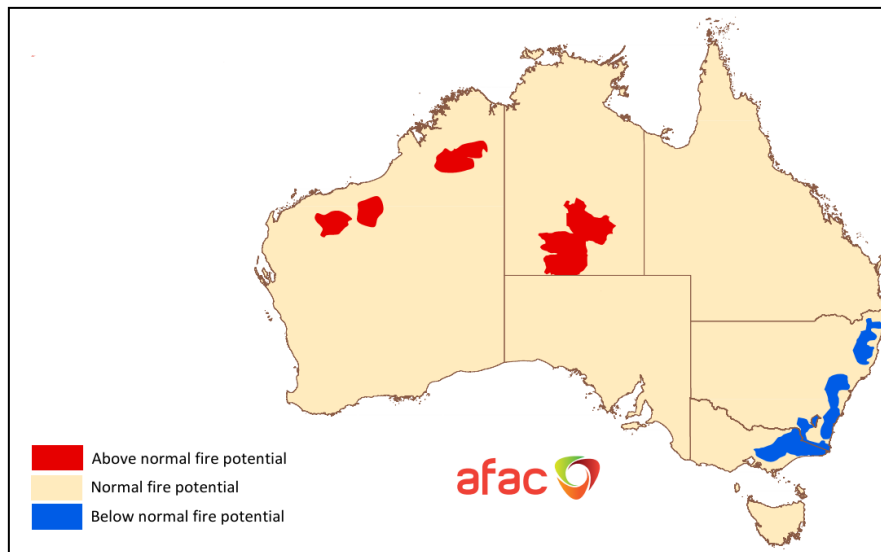 Above normal fire potential
Normal fire potential
Below normal fire potential
afac